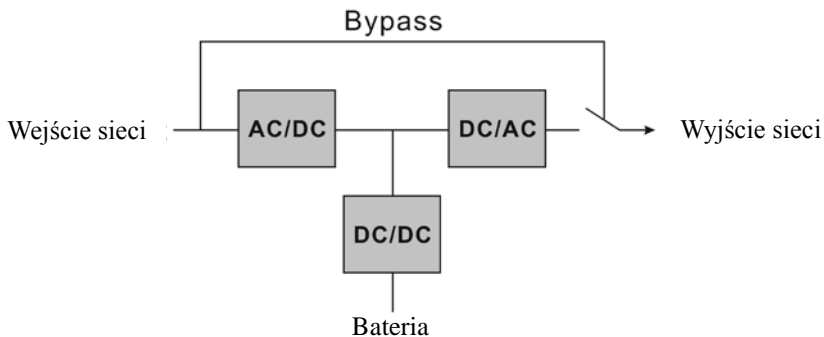 Bypass
Wejście sieci
AC/DC
DC/AC
Wyjście sieci
DC/DC
Bateria